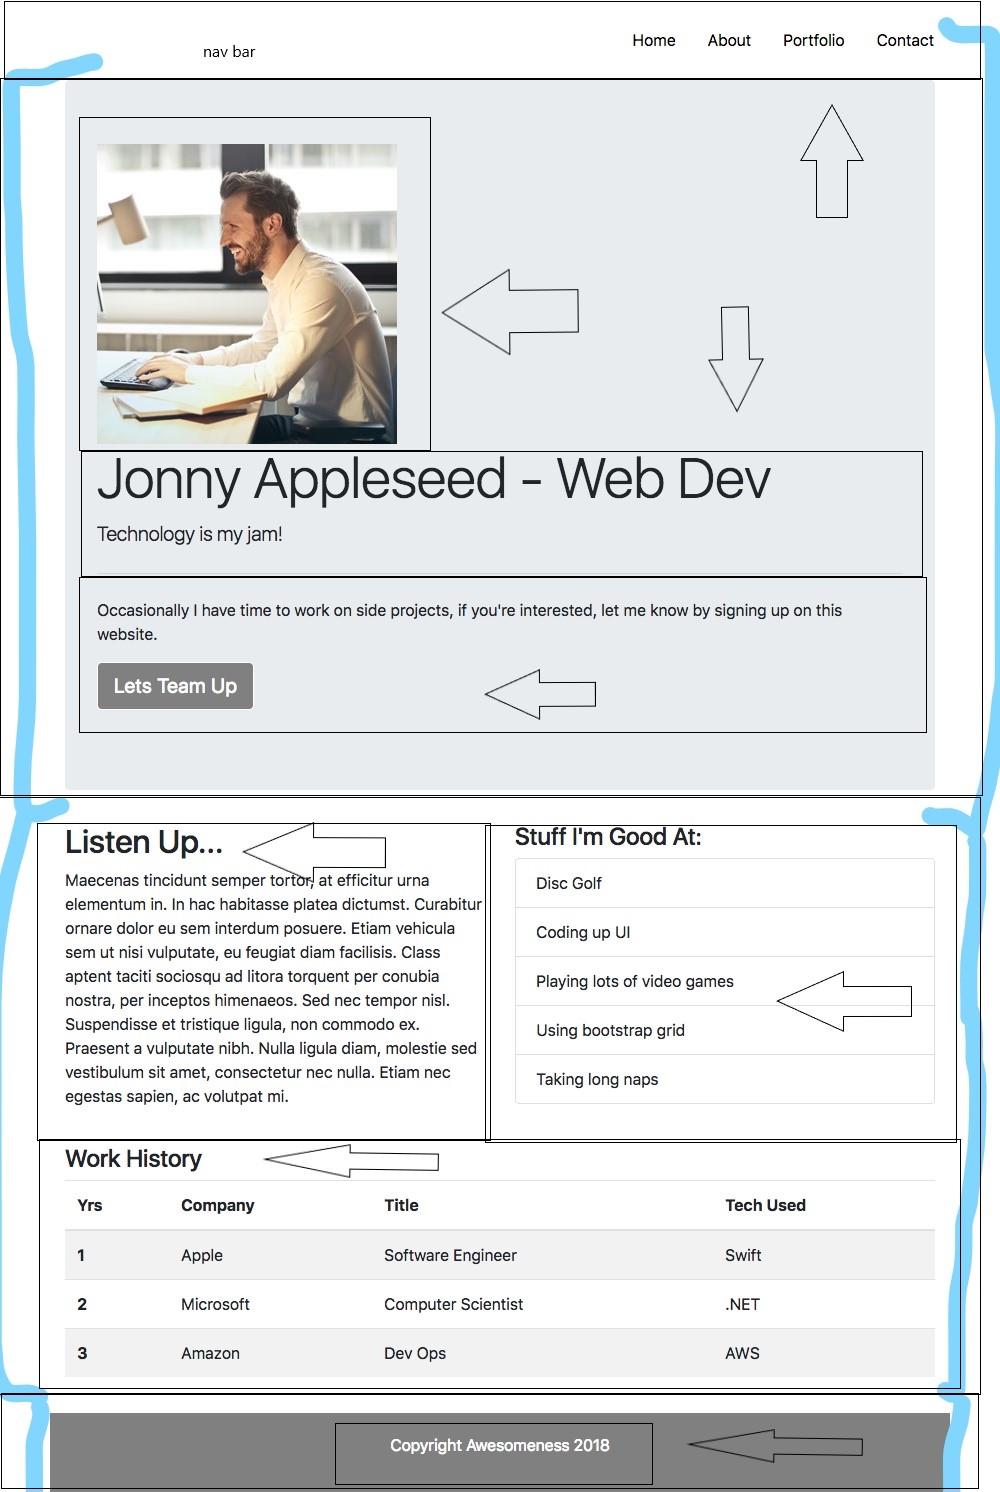 Home About Portfolio Contact
nav bar
Jonny Appleseed - Web Dev
Technology is my jam!
Occasionally I have time to work on side projects, if you're interested, let me know by signing up on this
website.
Lets Team Up
Listen Up...
Maecenas tincidunt semper tortor, at efficitur urna
elementum in. In hac habitasse platea dictumst. Curabitur
ornare dolor eu sem interdum posuere. Etiam vehicula
sem ut nisi vulputate, eu feugiat diam facilisis. Class
aptent taciti sociosqu ad litora torquent per conubia
nostra, per inceptos himenaeos. Sed nec tempor nisl.
Suspendisse et tristique ligula, non commodo ex.
Praesent a vulputate nibh. Nulla ligula diam, molestie sed
vestibulum sit amet, consectetur nec nulla. Etiam nec
egestas sapien, ac volutpat mi.
Stuff I'm Good At:
Disc Golf
Coding up UI
Playing lots of video games
Using bootstrap grid
Taking long naps
Work History
Yrs Company Title Tech Used
1 Apple Software Engineer Swift
2 Microsoft Computer Scientist .NET
3 Amazon Dev Ops AWS
Copyright Awesomeness 2018